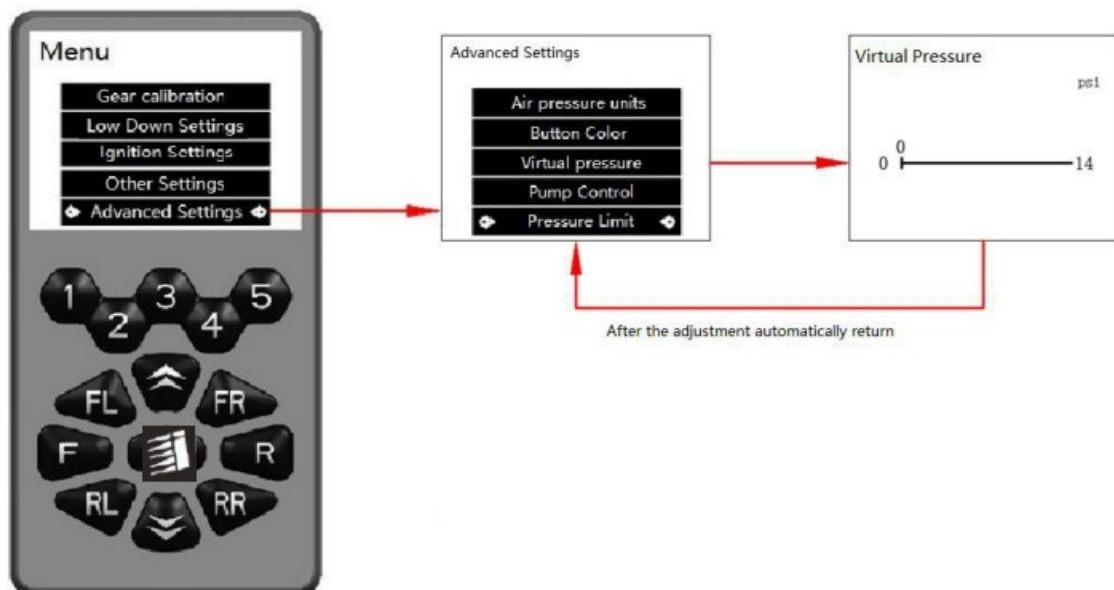 Menu
Gear calibration
Low Down Settings
Ignition Settings
Other Settings
Advanced Settings
Advanced Settings
Air pressure units
Button Color
Virtual pressure
Pump Control
Pressure Limit
Virtual Pressure
psi
0
0
14
After the adjustment automatically return
1
2
3
4
5
FL
FR
F
R
RL
RR